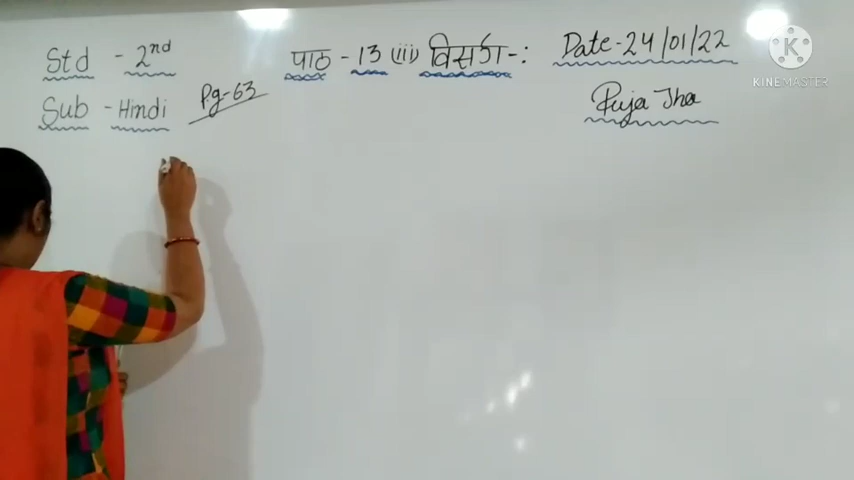 Std - 2nd
पाठ - 13 (iii) विसर्ग -:
Date - 24/01/22
Sub - Hindi
Pg-63
Puja Jha
KINEMASTER